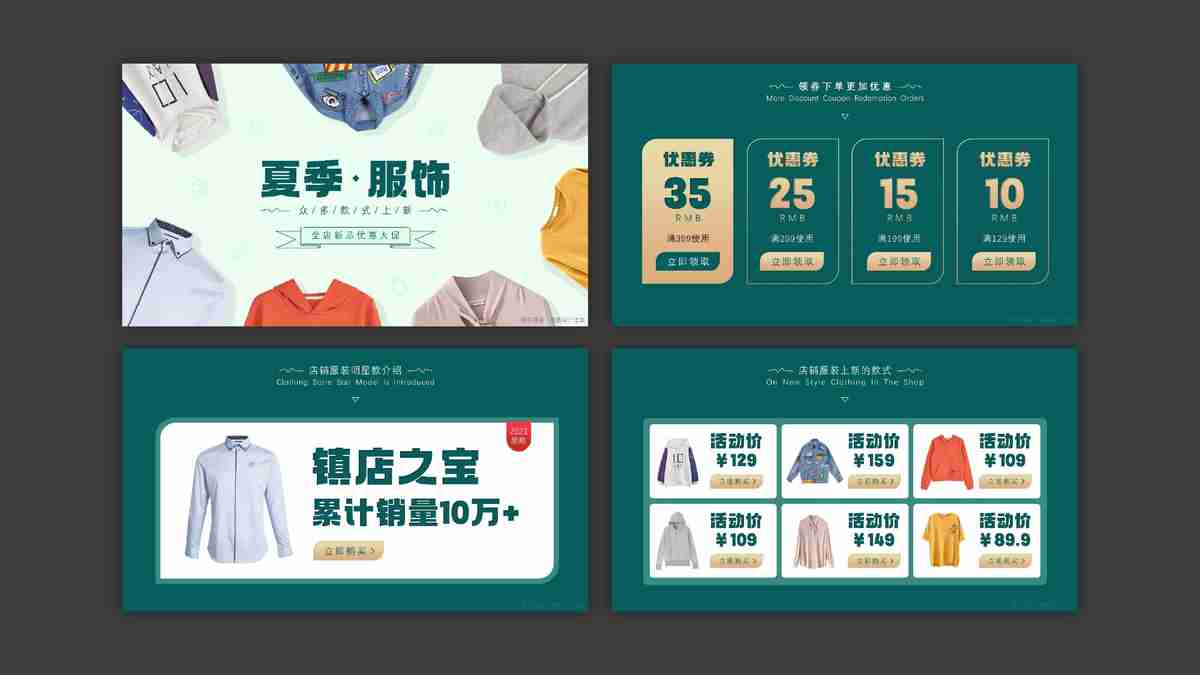 夏季·服饰
众/多/款/式/上/新
全店新品优惠大促
领券下单更加优惠
More Discount Coupon Redemption Orders
优惠券
35
RMB
满399使用
立即领取
优惠券
25
RMB
满299使用
立即领取
优惠券
15
RMB
满199使用
立即领取
优惠券
10
RMB
满129使用
立即领取
店铺服装明星款介绍
Clothing Store Star Model is Introduced
2021
镇店之宝
累计销量10万+
立即购买 >
店铺服装上新的款式
On New Style Clothing In The Shop
活动价
¥129
立即购买 >
活动价
¥159
立即购买 >
活动价
¥109
立即购买 >
活动价
¥109
立即购买 >
活动价
¥149
立即购买 >
活动价
¥89.9
立即购买 >